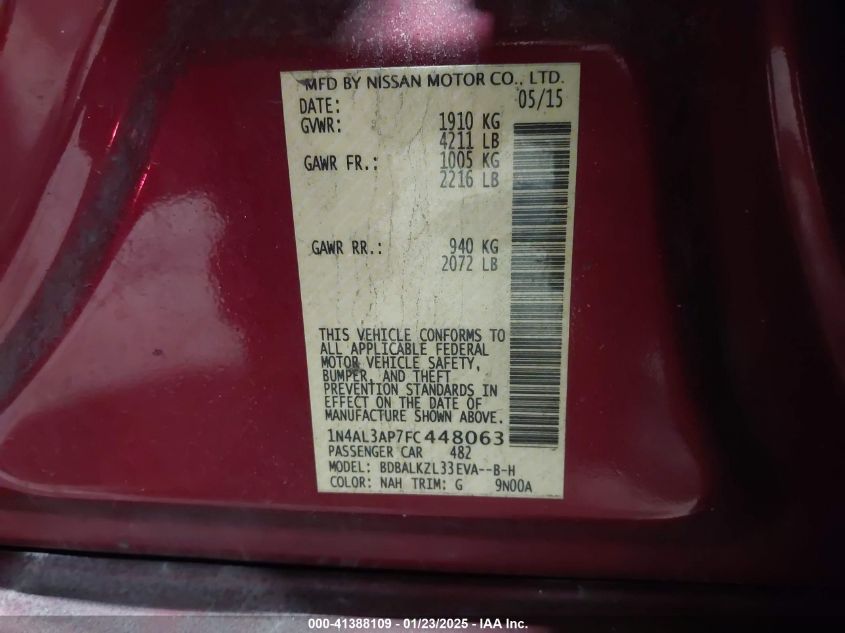 MFD BY NISSAN MOTOR CO., LTD.
DATE: 05/15
GVWR: 1910 KG
4211 LB
GAWR FR.: 1005 KG
2216 LB
GAWR RR.: 940 KG
2072 LB
THIS VEHICLE CONFORMS TO
ALL APPLICABLE FEDERAL
MOTOR VEHICLE SAFETY,
BUMPER, AND THEFT
PREVENTION STANDARDS IN
EFFECT ON THE DATE OF
MANUFACTURE SHOWN ABOVE.
1N4AL3AP7FC448063
PASSENGER CAR 482
MODEL: BDBALKZL33EVA--B-H
COLOR: NAH TRIM: G 9N00A
000-41388109 / 01/23/2025 - IAA Inc.